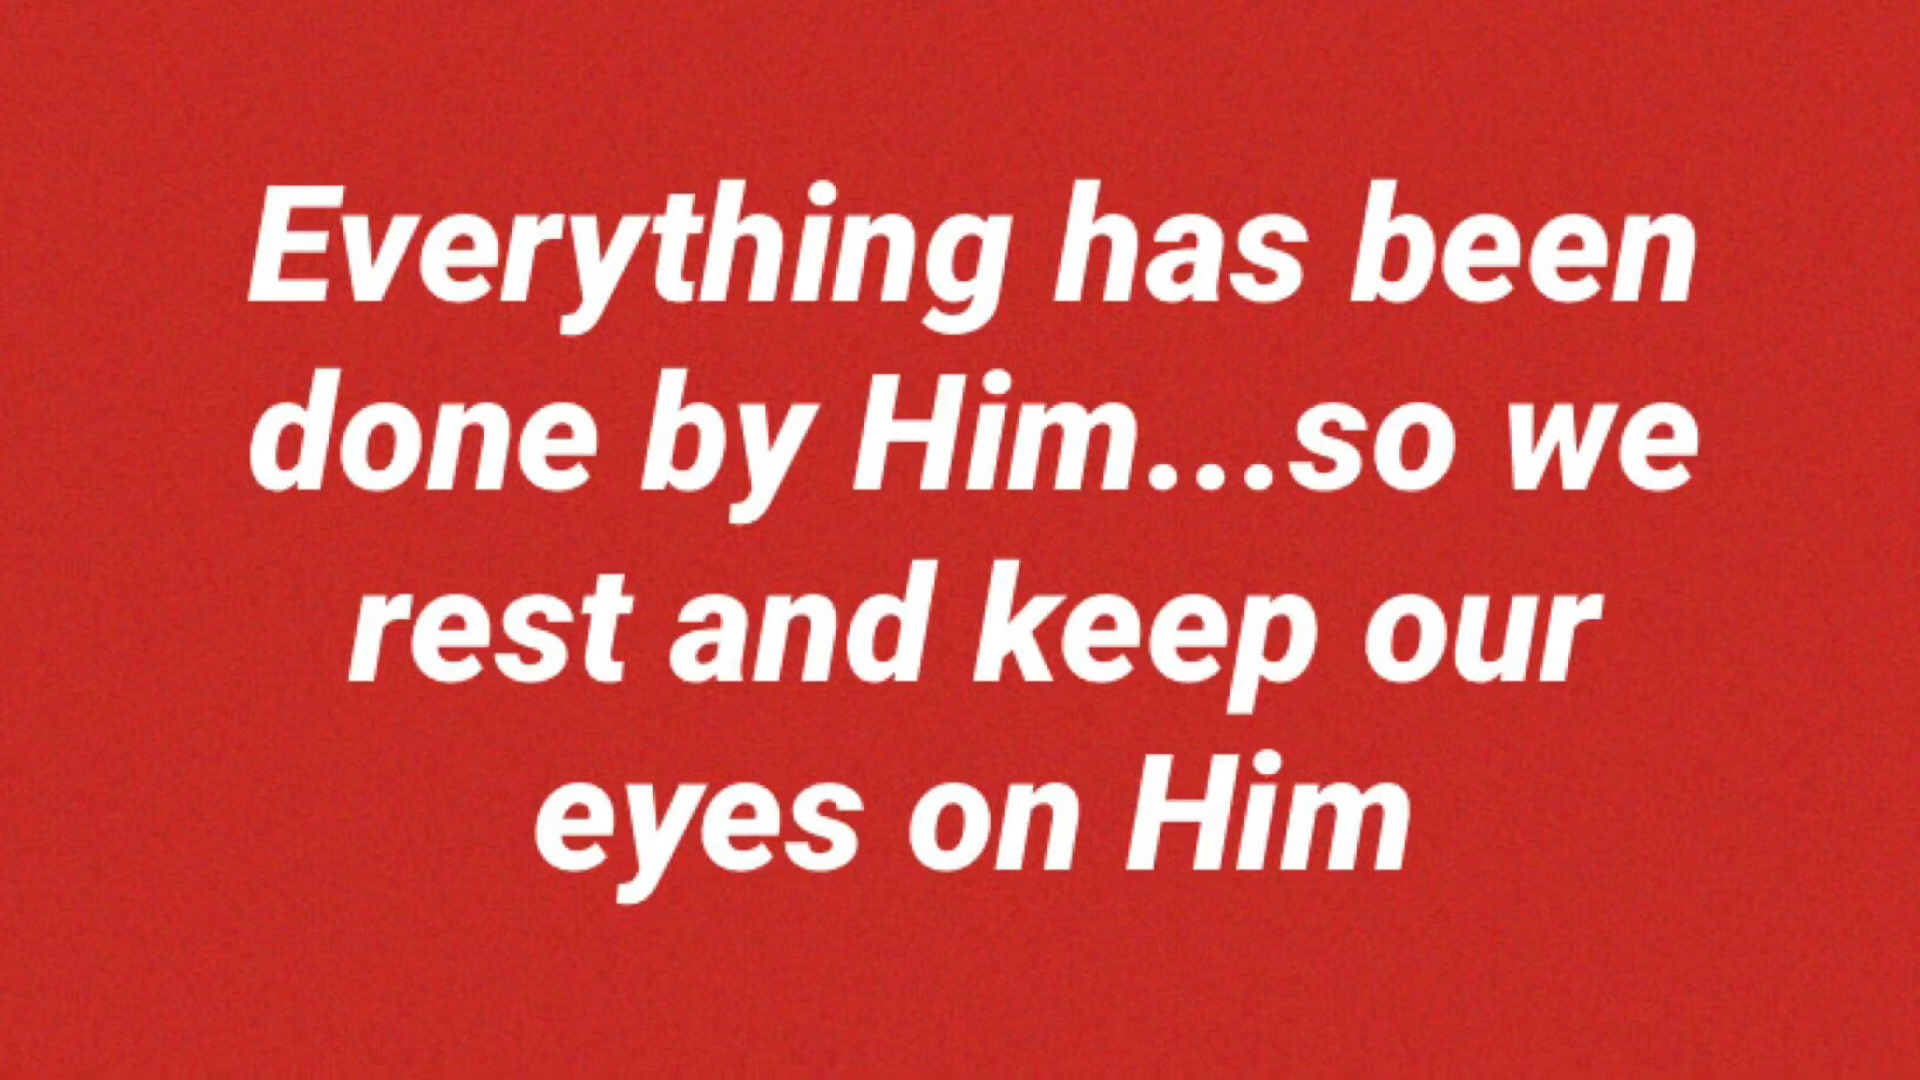 Everything has been
done by Him...so we
rest and keep our
eyes on Him